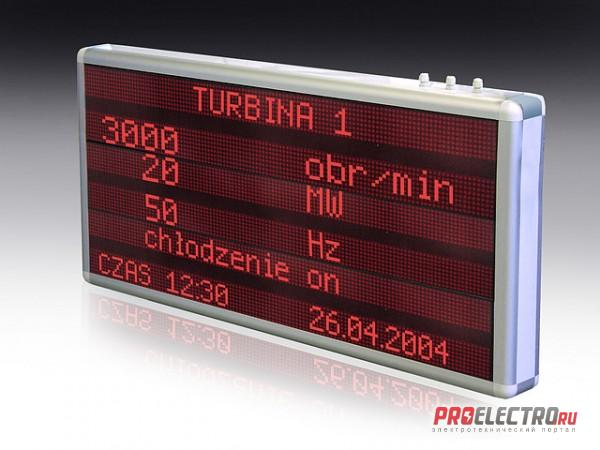 TURBINA 1
3000 obr/min
20 MW
50 Hz
chłodzenie on
CZAS 12:30 26.04.2004
PROELECTRO.RU
электротехнический портал